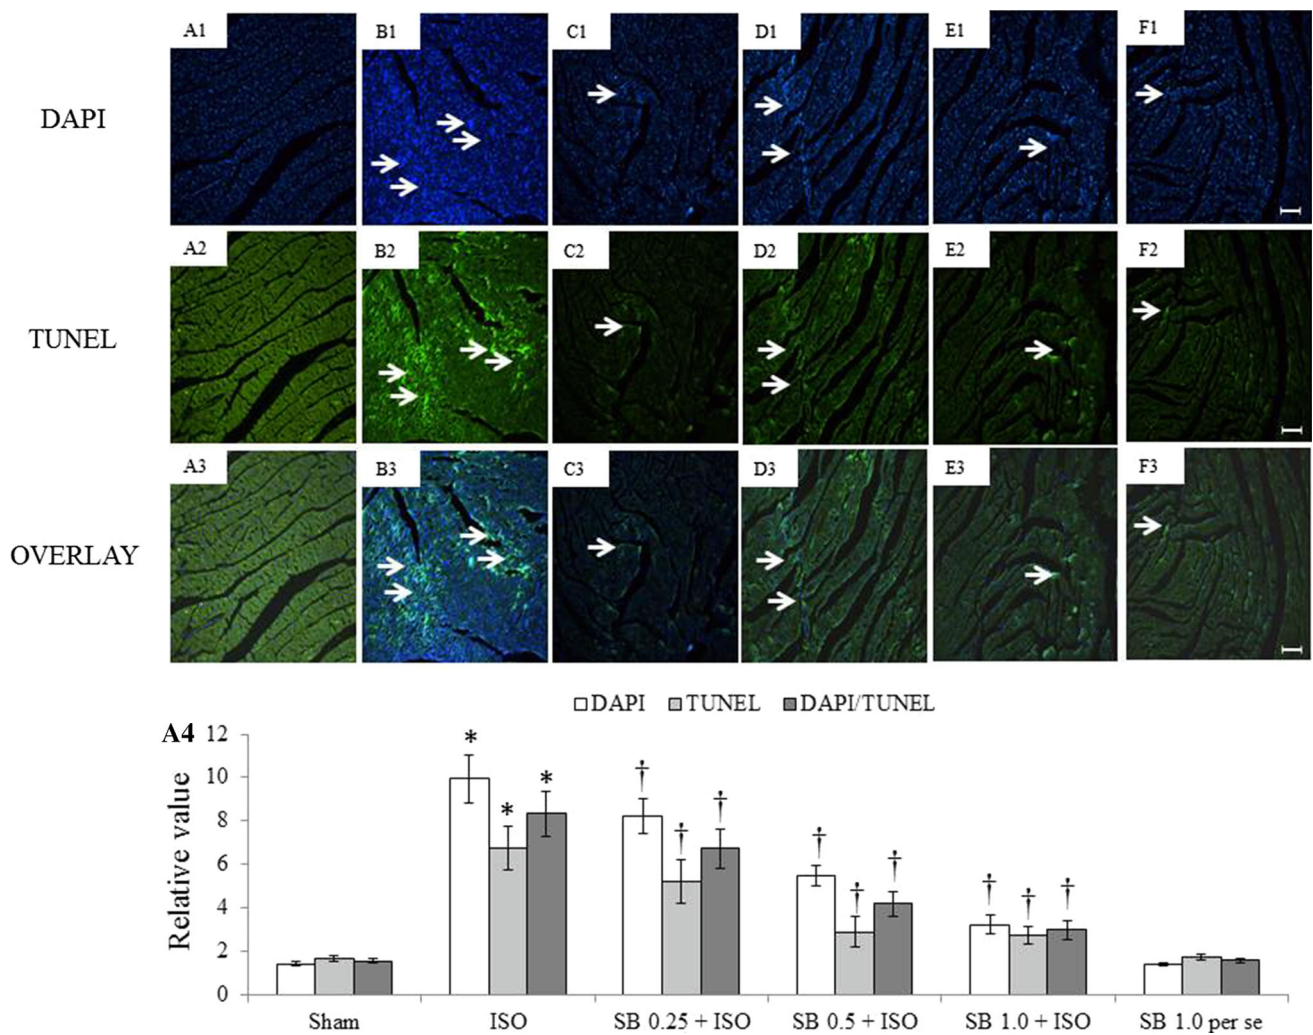 A1 B1 C1 D1 E1 F1
DAPI
A2 B2 C2 D2 E2 F2
TUNEL
A3 B3 C3 D3 E3 F3
OVERLAY
DAPI TUNEL DAPI/TUNEL
A4
Relative value
12
10
8
6
4
2
0
* * *
† † †
† † †
† † †
Sham ISO SB 0.25 + ISO SB 0.5 + ISO SB 1.0 + ISO SB 1.0 per se